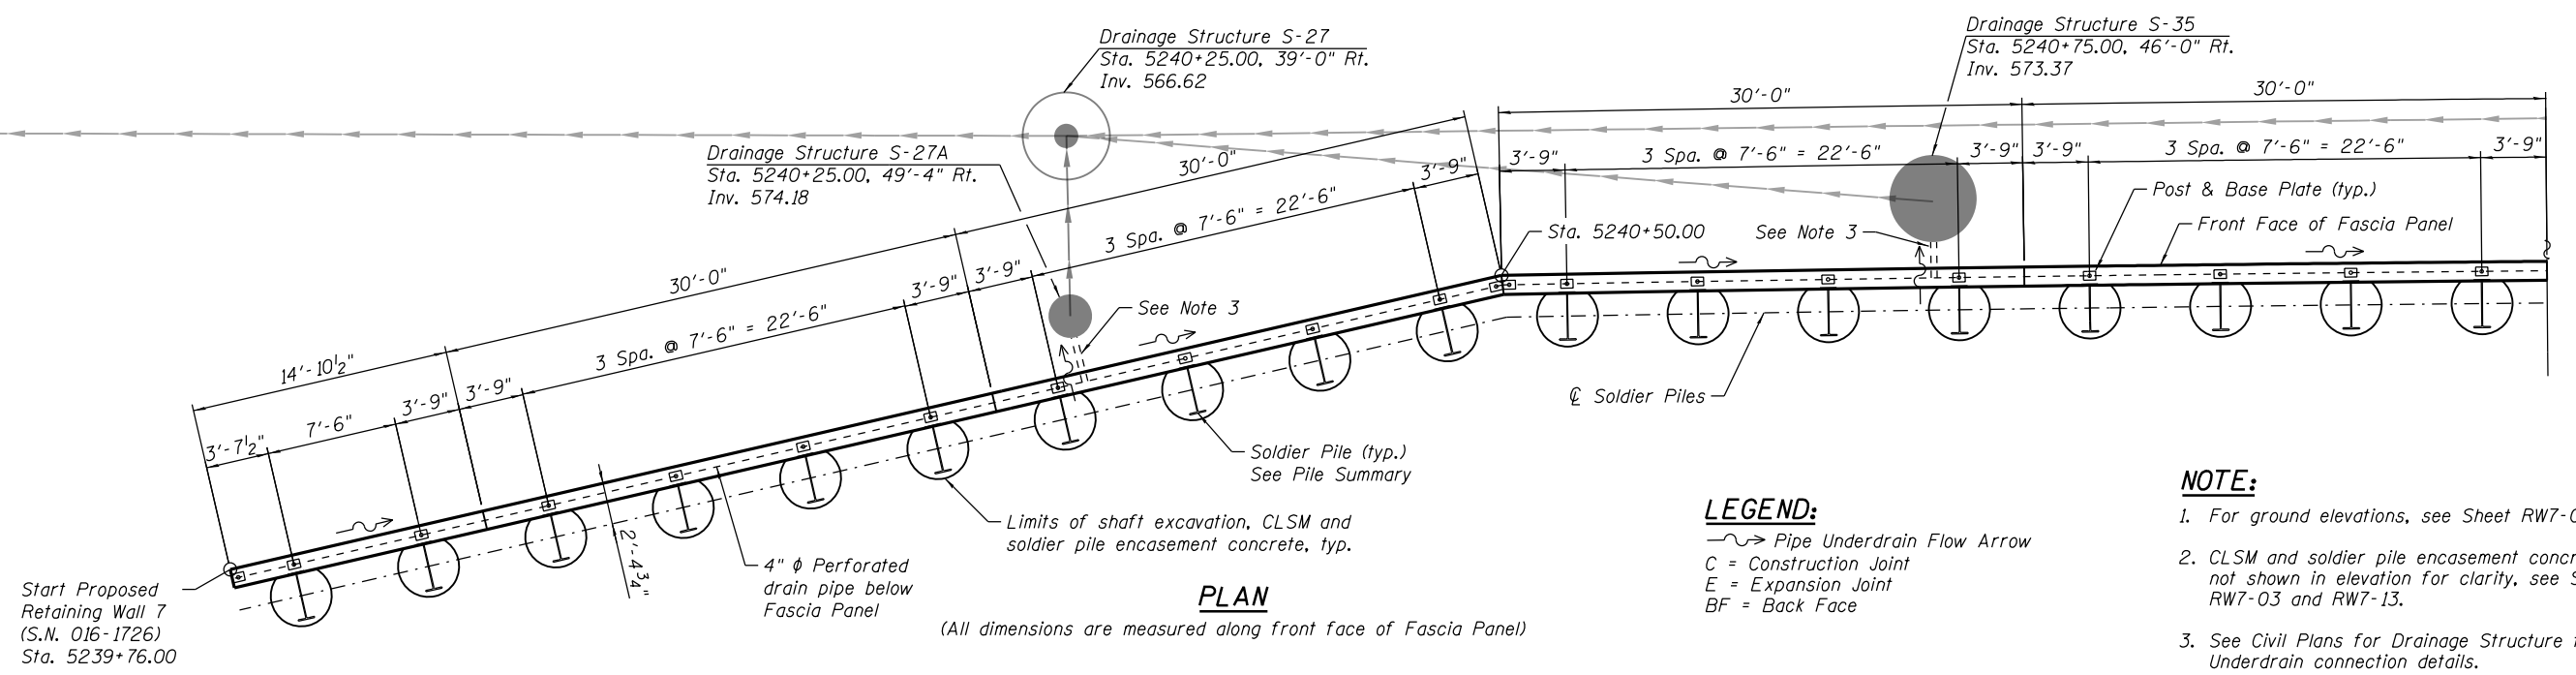 Drainage Structure S-27
Sta. 5240+25.00, 39'-0" Rt.
Inv. 566.62
Drainage Structure S-35
Sta. 5240+75.00, 46'-0" Rt.
Inv. 573.37
30'-0"
30'-0"
Drainage Structure S-27A
Sta. 5240+25.00, 49'-4" Rt.
Inv. 574.18
30'-0"
3'-9"
3'-9"
3 Spa. @ 7'-6" = 22'-6"
3'-9"
3'-9"
3 Spa. @ 7'-6" = 22'-6"
3'-9"
Post & Base Plate (typ.)
3 Spa. @ 7'-6" = 22'-6"
Sta. 5240+50.00
See Note 3
Front Face of Fascia Panel
30'-0"
3'-9"
3'-9"
See Note 3
14'-10½"
3 Spa. @ 7'-6" = 22'-6"
3'-9"
3'-9"
7'-6"
3'-7½"
℄ Soldier Piles
Soldier Pile (typ.)
See Pile Summary
Limits of shaft excavation, CLSM and
soldier pile encasement concrete, typ.
2'-4¾"
4" ϕ Perforated
drain pipe below
Fascia Panel
Start Proposed
Retaining Wall 7
(S.N. 016-1726)
Sta. 5239+76.00
PLAN
(All dimensions are measured along front face of Fascia Panel)
LEGEND:
Pipe Underdrain Flow Arrow
C = Construction Joint
E = Expansion Joint
BF = Back Face
NOTE:
1. For ground elevations, see Sheet RW7-
2. CLSM and soldier pile encasement
not shown in elevation for clarity, see
RW7-03 and RW7-13.
3. See Civil Plans for Drainage Structure
Underdrain connection details.